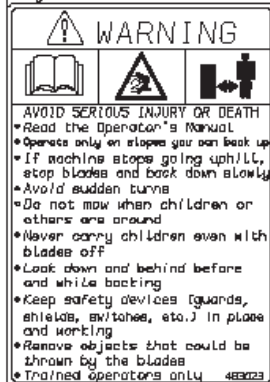 WARNING
AVOID SERIOUS INJURY OR DEATH
•Read the Operator's Manual
•Operate only on slopes you can back up
•If machine stops going uphill,
stop blades and back down slowly
•Avoid sudden turns
•Do not mow when children or
others are around
•Never carry children even with
blades off
•Look down and behind before
and while backing
•Keep safety devices (guards,
shields, switches, etc.) in place
and working
•Remove objects that could be
thrown by the blades
•Trained operators only 483023